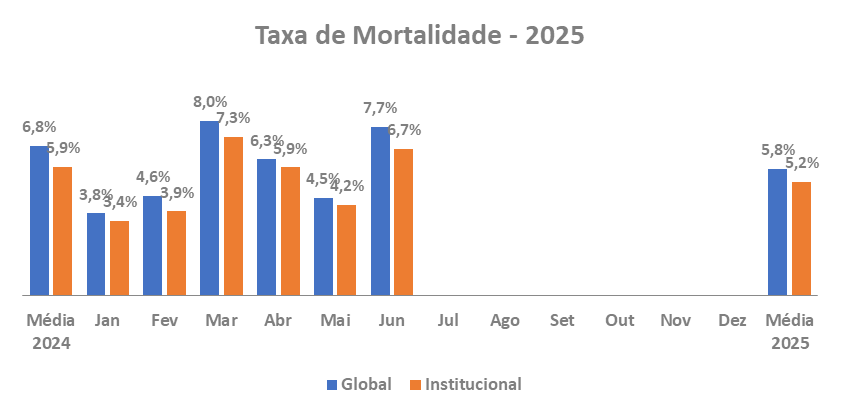 Taxa de Mortalidade - 2025
6,8%
5,9%
3,8%
3,4%
4,6%
3,9%
8,0%
7,3%
6,3%
5,9%
4,5%
4,2%
7,7%
6,7%
5,8%
5,2%
Média 2024
Jan
Fev
Mar
Abr
Mai
Jun
Jul
Ago
Set
Out
Nov
Dez
Média 2025
Global
Institucional